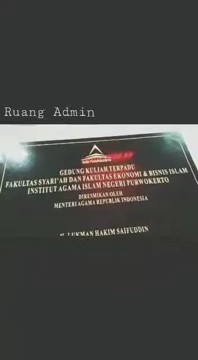 Ruang Admin
GEDUNG KULIAH TERPADU
FAKULTAS SYARI'AH DAN FAKULTAS EKONOMI & BISNIS ISLAM
INSTITUT AGAMA ISLAM NEGERI PURWOKERTO
DIRESMIKAN OLEH
MENTERI AGAMA REPUBLIK INDONESIA
LUKMAN HAKIM SAIFUDDIN